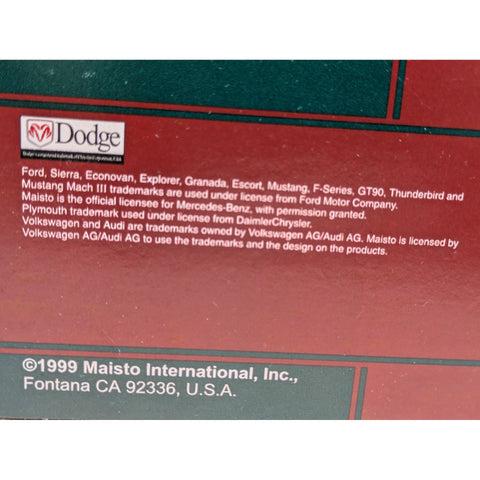 Dodge
Ford, Sierra, Econovan, Explorer, Granada, Escort, Mustang, F-Series, GT90, Thunderbird and
Mustang Mach III trademarks are used under license from Ford Motor Company.
Maisto is the official licensee for Mercedes-Benz, with permission granted.
Plymouth trademark used under license from DaimlerChrysler.
Volkswagen and Audi are trademarks owned by Volkswagen AG/Audi AG. Maisto is licensed by
Volkswagen AG/Audi AG to use the trademarks and the design on the products.
©1999 Maisto International, Inc.,
Fontana CA 92336, U.S.A.